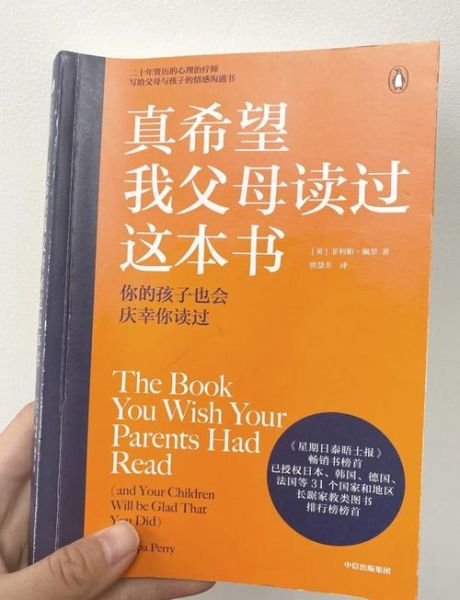 二十年资历的心理治疗师
写给父母与孩子的情感沟通书
真希望
我父母读过
这本书
[英] 菲利帕·佩里 著
洪慧芳 译
你的孩子也会
庆幸你读过
The Book
You Wish Your
Parents Had
Read
(and Your Children
Will be Glad That
You Did)
pa Perry
《星期日泰晤士报》
畅销书榜首
已授权日本、韩国、德国、
法国等31个国家和地区
长踞家教类图书
排行榜榜首
中信出版集团